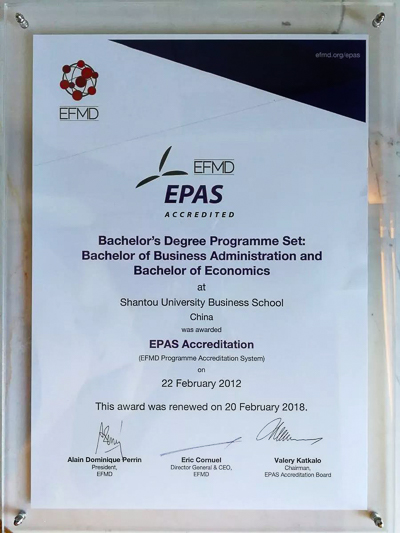 efmd.org/epas
EFMD
EFMD
EPAS
ACCREDITED
Bachelor's Degree Programme Set:
Bachelor of Business Administration and
Bachelor of Economics
at
Shantou University Business School
China
was awarded
EPAS Accreditation
(EFMD Programme Accreditation System)
on
22 February 2012
This award was renewed on 20 February 2018.
Alain Dominique Perrin
President,
EFMD
Eric Cornuel
Director General & CEO,
EFMD
Valery Katkalo
Chairman,
EPAS Accreditation Board